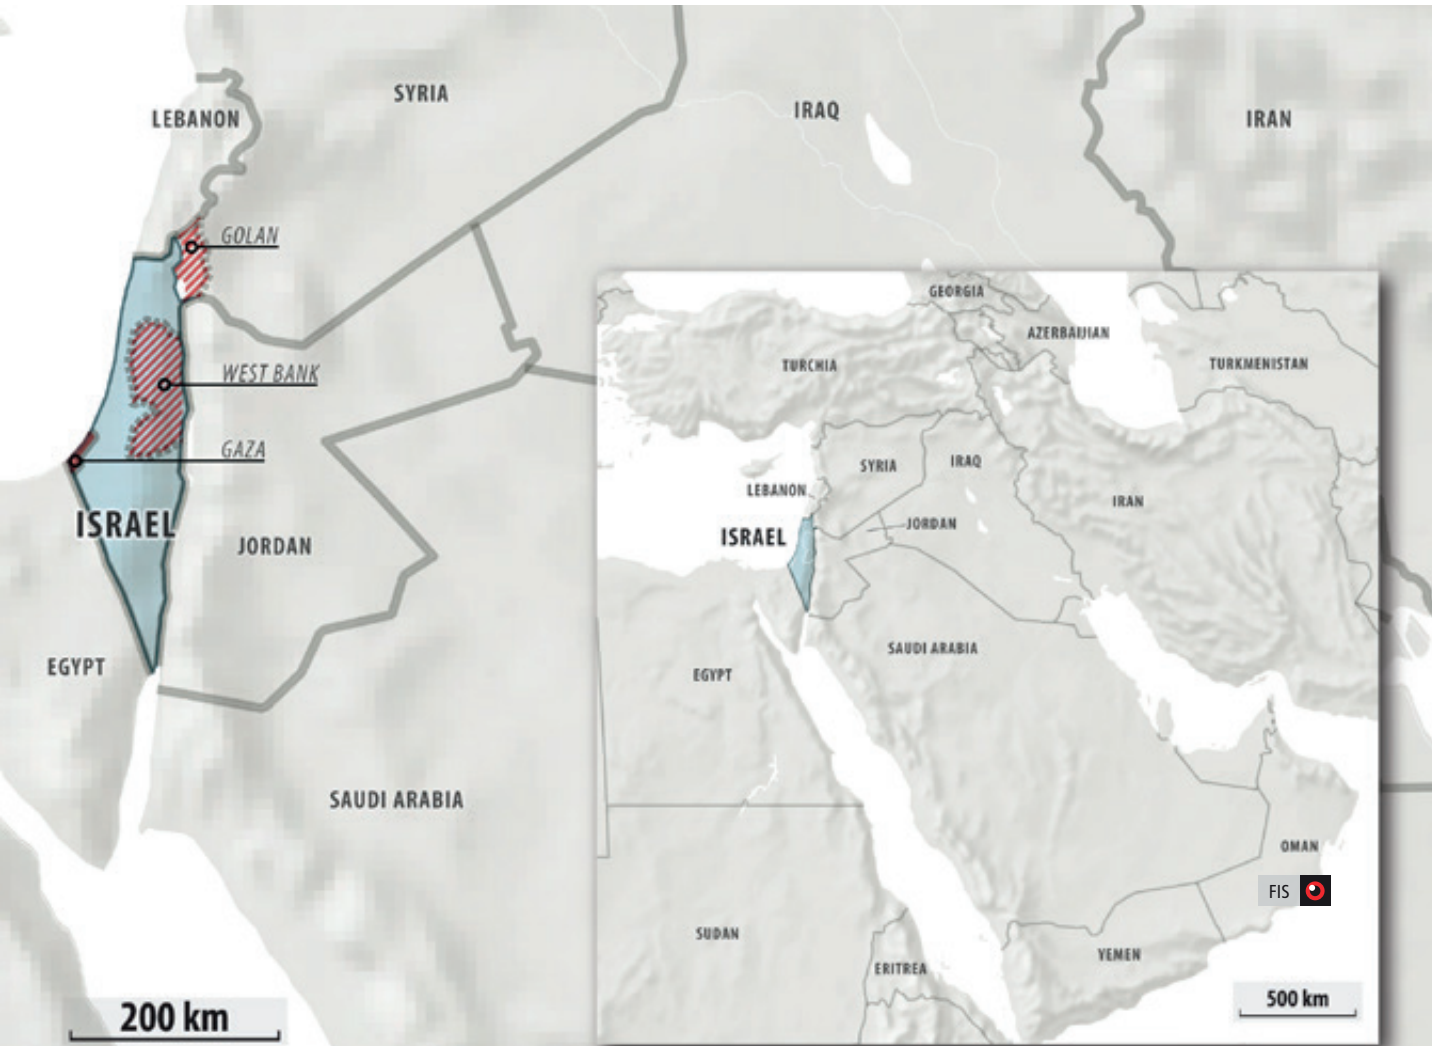 SYRIA
LEBANON
IRAQ
IRAN
GOLAN
WEST BANK
GAZA
ISRAEL
JORDAN
EGYPT
SAUDI ARABIA
200 km
GEORGIA
AZERBAIJIAN
TURCHIA
TURKMENISTAN
SYRIA
IRAQ
LEBANON
IRAN
JORDAN
ISRAEL
SAUDI ARABIA
EGYPT
OMAN
FIS
SUDAN
YEMEN
ERITREA
500 km